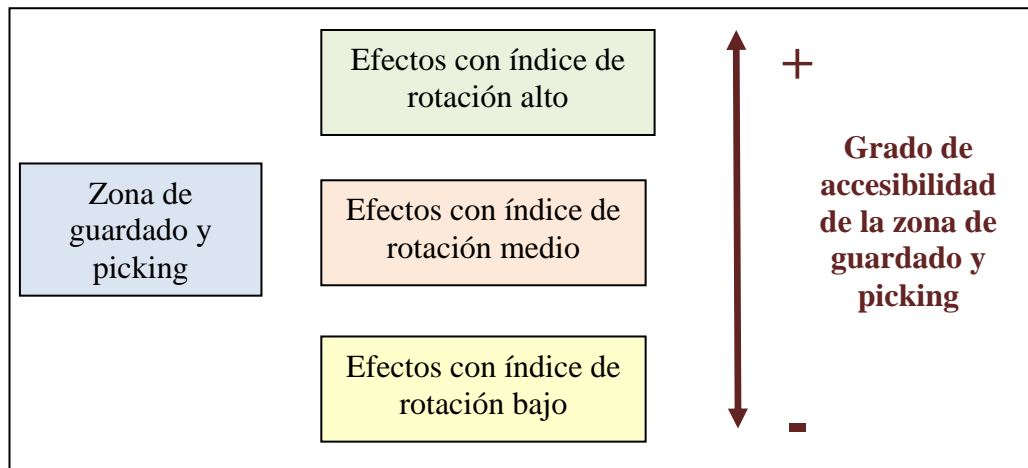 Zona de
guardado y
picking
Efectos con índice de
rotación alto
Efectos con índice de
rotación medio
Efectos con índice de
rotación bajo
+
Grado de
accesibilidad
de la zona de
guardado y
picking
-